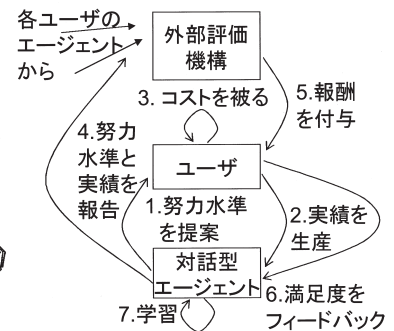 各ユーザの
エージェント
から
外部評価
機構
3. コストを被る
5.報酬
を付与
4.努力
水準と
実績を
報告
ユーザ
1.努力水準
を提案
2.実績を
生産
対話型
エージェント
6.満足度を
フィードバック
7.学習